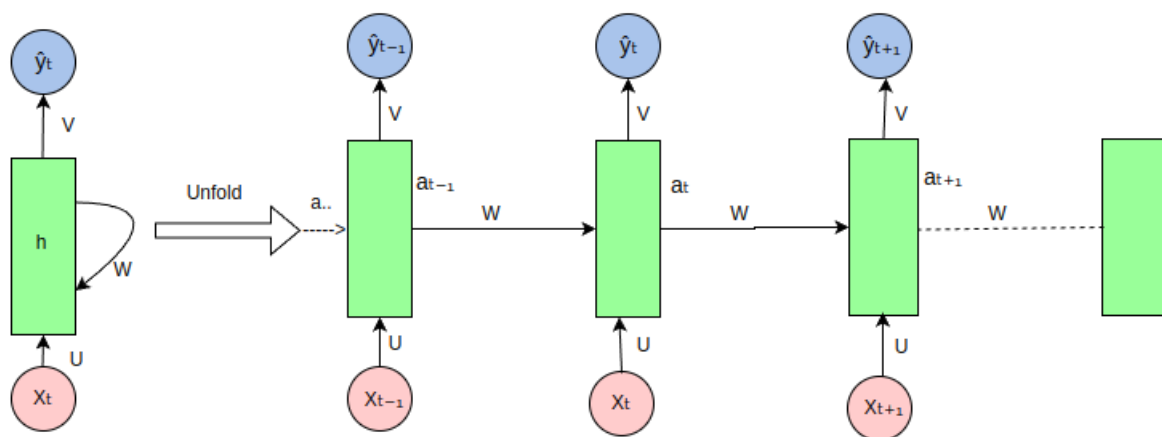 ŷₜ
V
h
W
U
Xₜ
Unfold
a..
ŷₜ₋₁
V
aₜ₋₁
W
U
Xₜ₋₁
ŷₜ
V
aₜ
W
U
Xₜ
ŷₜ₊₁
V
aₜ₊₁
W
U
Xₜ₊₁